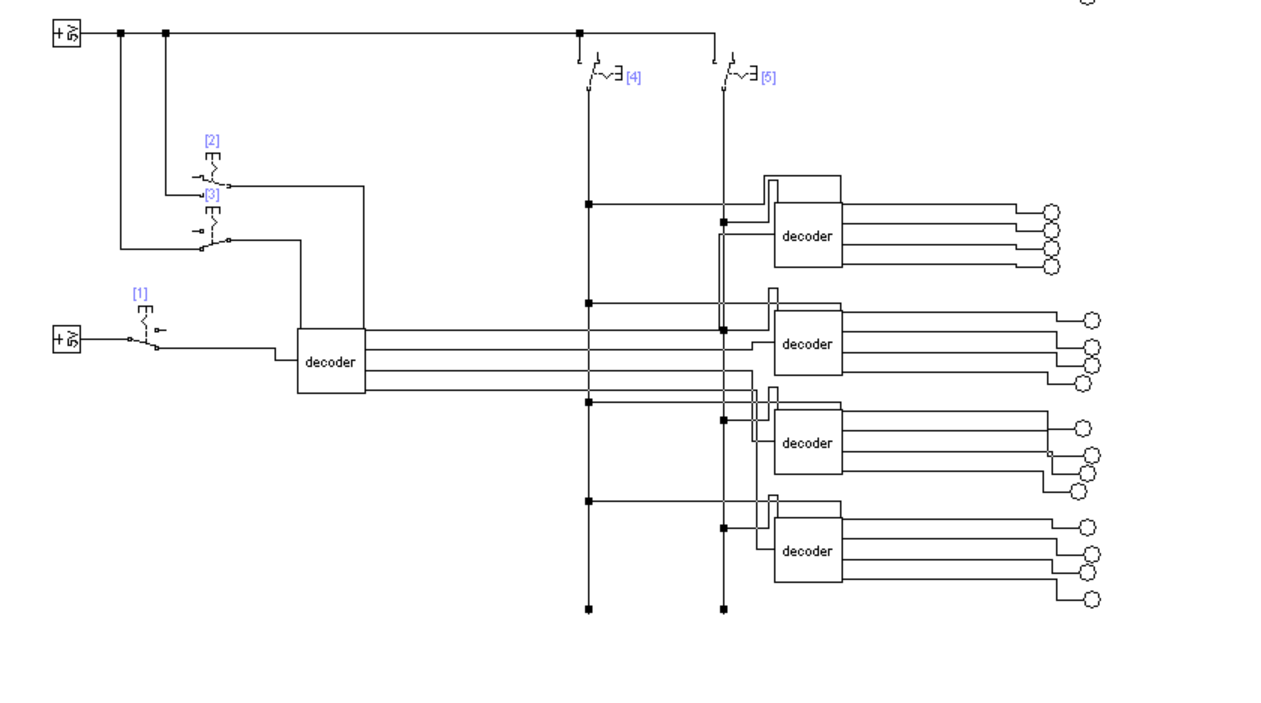 +5V
[4]
[5]
[2]
[3]
decoder
[1]
+5V
decoder
decoder
decoder
decoder